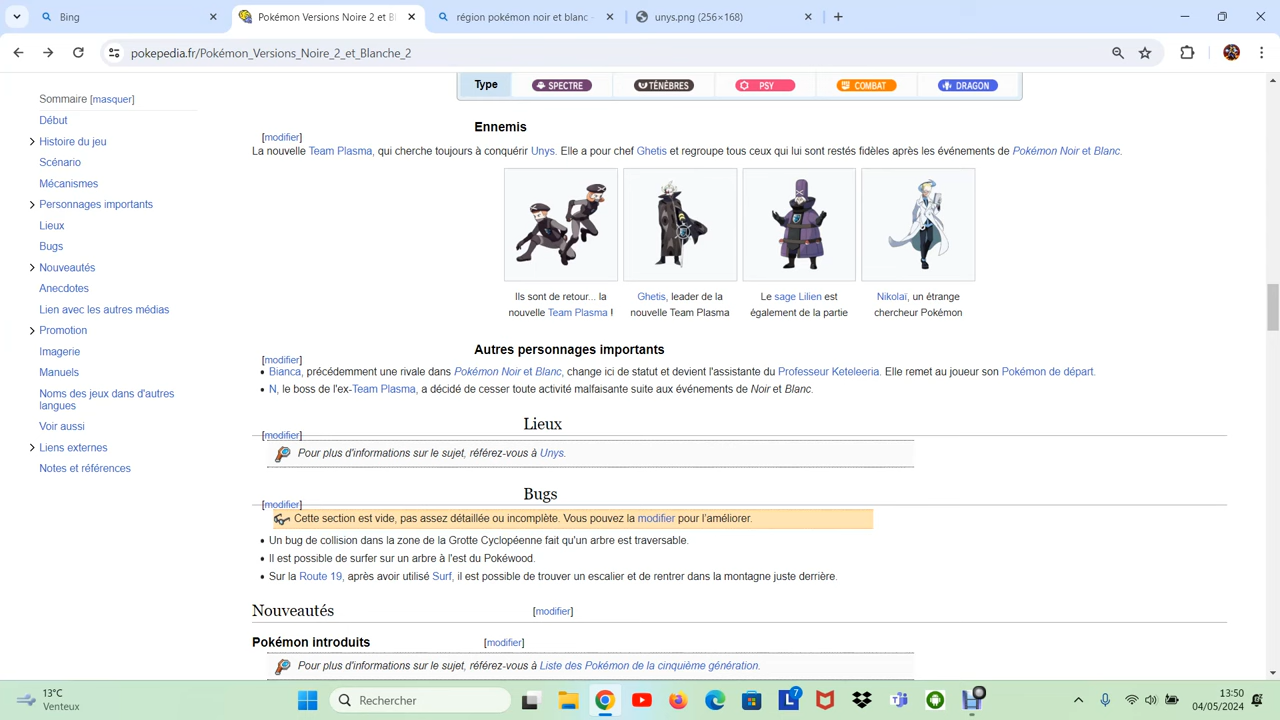 Bing
Pokémon Versions Noire 2 et Bl
région pokémon noir et blanc -
unys.png (256×168)
pokepedia.fr/Pokémon_Versions_Noire_2_et_Blanche_2
Sommaire [masquer]
Début
Histoire du jeu
Scénario
Mécanismes
Personnages importants
Lieux
Bugs
Nouveautés
Anecdotes
Lien avec les autres médias
Promotion
Imagerie
Manuels
Noms des jeux dans d'autres
langues
Voir aussi
Liens externes
Notes et références
Type SPECTRE TÉNÈBRES PSY COMBAT DRAGON
Ennemis
[modifier]
La nouvelle Team Plasma, qui cherche toujours à conquérir Unys. Elle a pour chef Ghetis et regroupe tous ceux qui lui sont restés fidèles après les événements de Pokémon Noir et Blanc.
Ils sont de retour... la
nouvelle Team Plasma !
Ghetis, leader de la
nouvelle Team Plasma
Le sage Lilien est
également de la partie
Nikolaï, un étrange
chercheur Pokémon
Autres personnages importants
[modifier]
• Bianca, précédemment une rivale dans Pokémon Noir et Blanc, change ici de statut et devient l'assistante du Professeur Keteleeria. Elle remet au joueur son Pokémon de départ.
• N, le boss de l'ex-Team Plasma, a décidé de cesser toute activité malfaisante suite aux événements de Noir et Blanc.
Lieux
[modifier]
Pour plus d'informations sur le sujet, référez-vous à Unys.
Bugs
[modifier]
Cette section est vide, pas assez détaillée ou incomplète. Vous pouvez la modifier pour l'améliorer.
• Un bug de collision dans la zone de la Grotte Cyclopéenne fait qu'un arbre est traversable.
• Il est possible de surfer sur un arbre à l'est du Pokéwood.
• Sur la Route 19, après avoir utilisé Surf, il est possible de trouver un escalier et de rentrer dans la montagne juste derrière.
Nouveautés [modifier]
Pokémon introduits [modifier]
Pour plus d'informations sur le sujet, référez-vous à Liste des Pokémon de la cinquième génération.
13°C
Venteux
Rechercher
L
7
13:50
04/05/2024